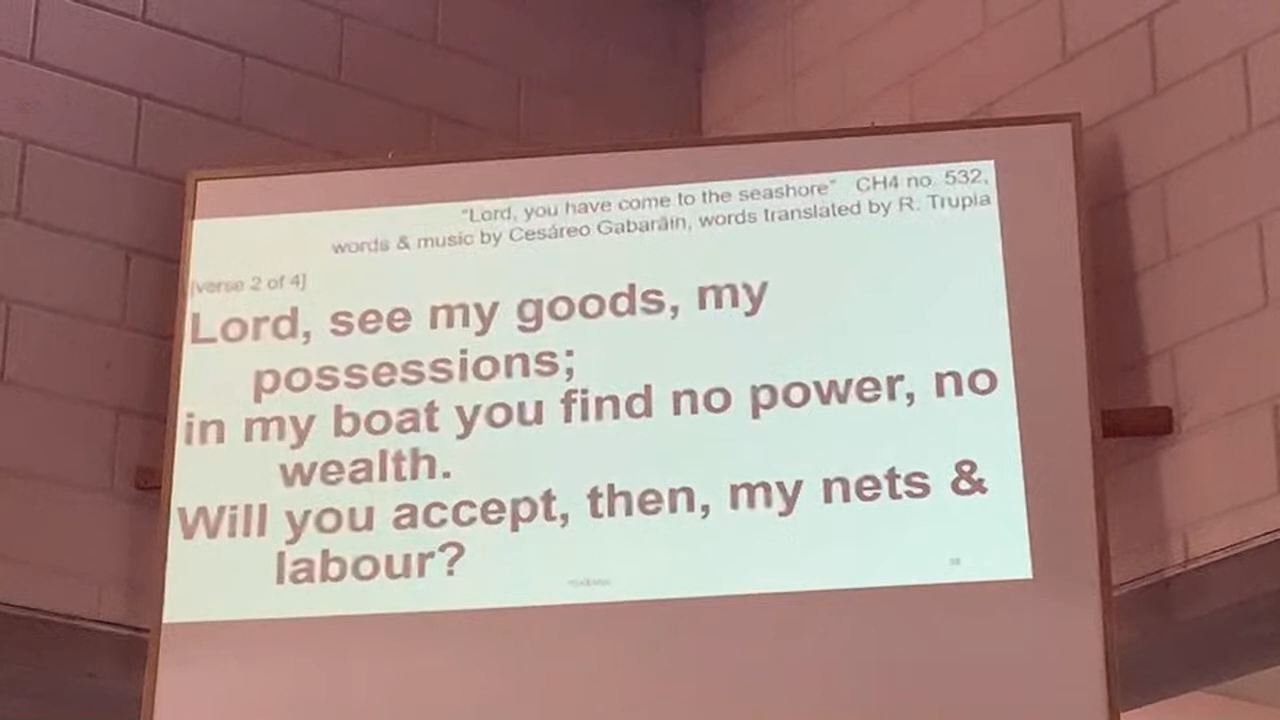 "Lord, you have come to the seashore" CH4 no. 532,
words & music by Cesáreo Gabaráin, words translated by R. Trupia
[verse 2 of 4]
Lord, see my goods, my
possessions;
in my boat you find no power, no
wealth.
Will you accept, then, my nets &
labour?